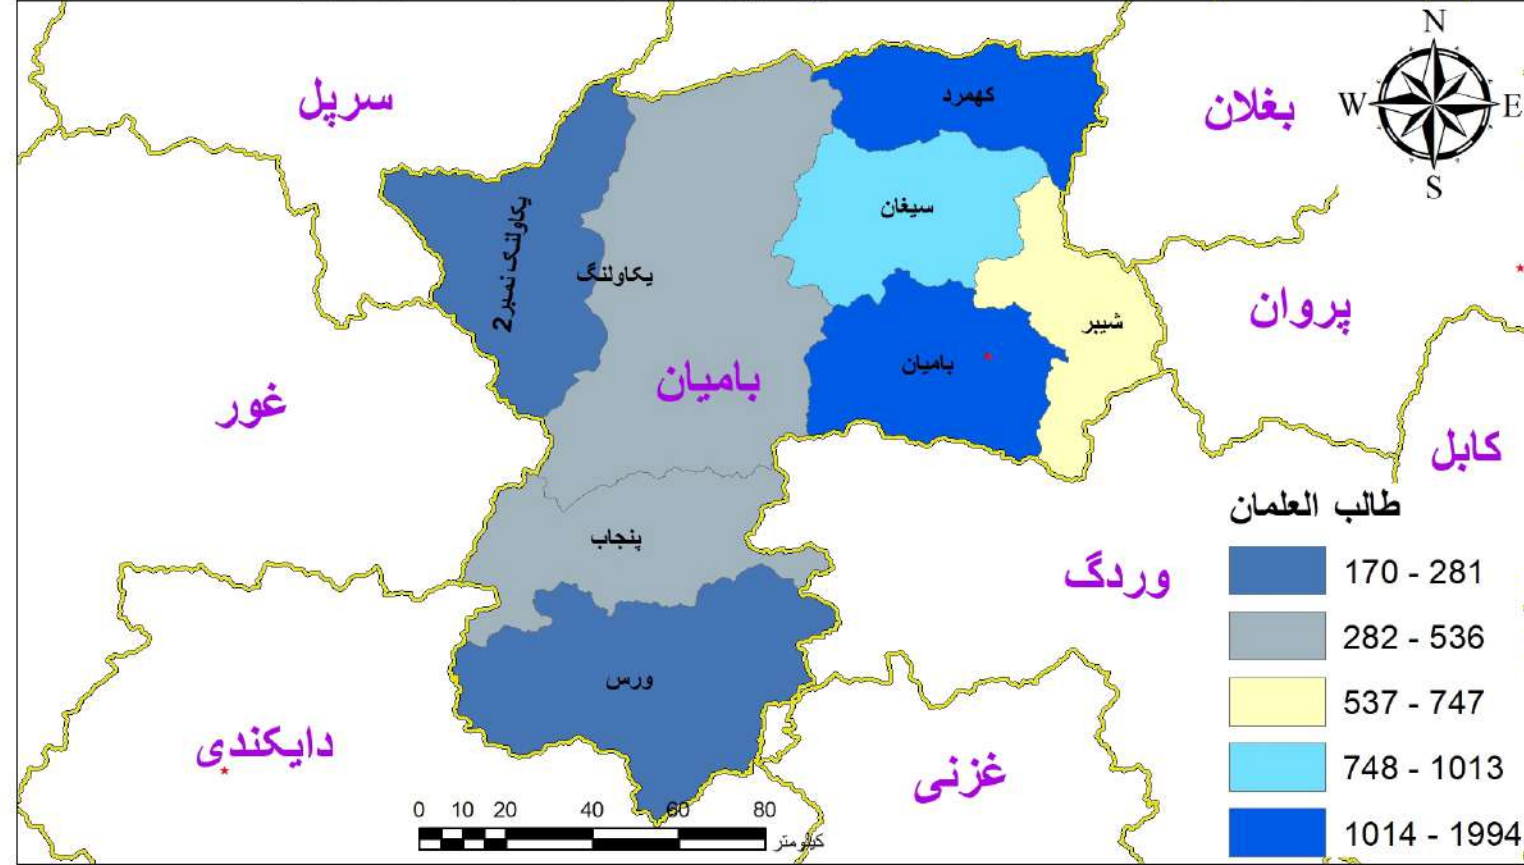 N
W
E
S
سرپل
بغلان
کهمرد
سیغان
یکاولنگ نمبر2
یکاولنگ
شیبر
پروان
بامیان
بامیان
غور
کابل
پنجاب
وردگ
ورس
دایکندی
غزنی
طالب العلمان
170 - 281
282 - 536
537 - 747
748 - 1013
1014 - 1994
0 10 20 40 60 80
کیلومتر